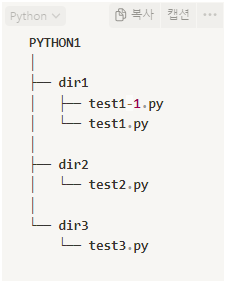 Python 복사 캡션 ···
PYTHON1
│
├── dir1
│   ├── test1-1.py
│   └── test1.py
│
├── dir2
│   └── test2.py
│
└── dir3
    └── test3.py